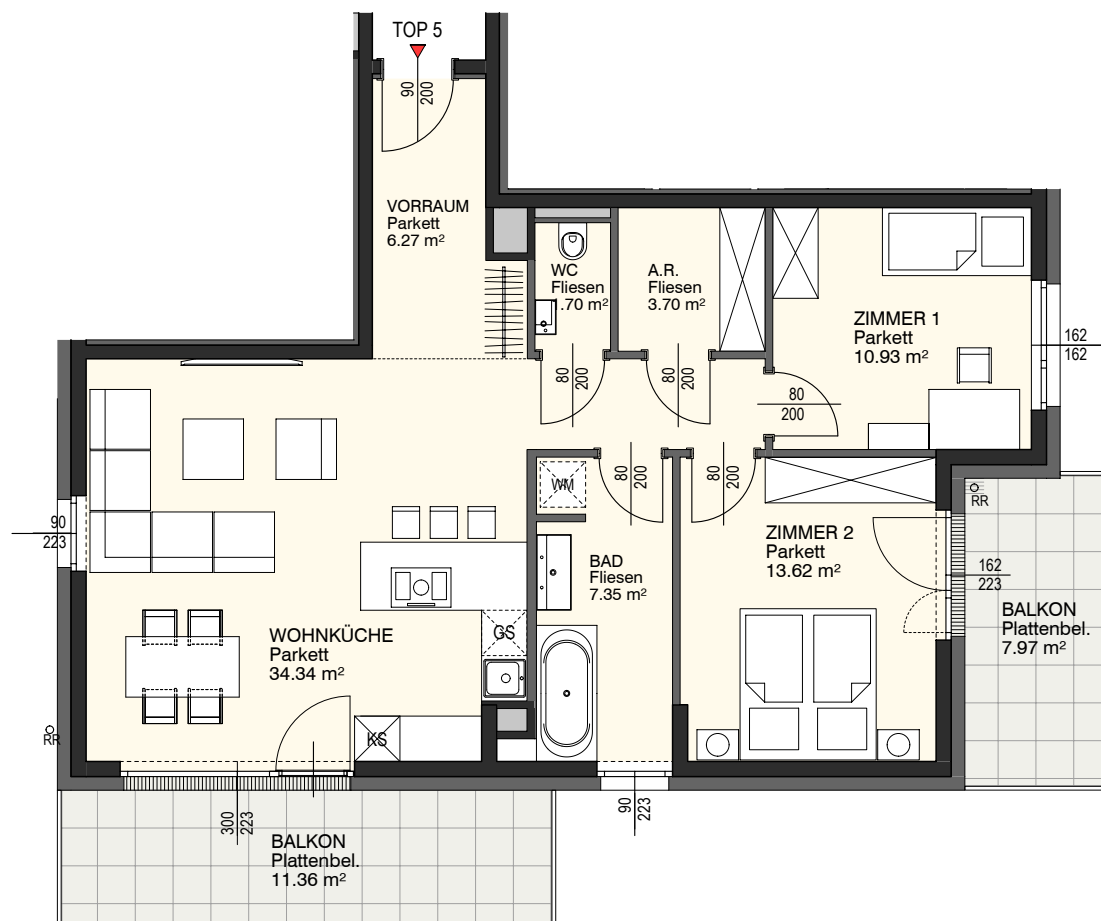 TOP 5
90
200
VORRAUM
Parkett
6.27 m²
WC
Fliesen
1.70 m²
A.R.
Fliesen
3.70 m²
ZIMMER 1
Parkett
10.93 m²
162
162
80
200
80
200
80
200
80
200
80
200
WM
RR
90
223
ZIMMER 2
Parkett
13.62 m²
BAD
Fliesen
7.35 m²
162
223
BALKON
Plattenbel.
7.97 m²
GS
WOHNKÜCHE
Parkett
34.34 m²
RR
KS
300
223
90
223
BALKON
Plattenbel.
11.36 m²